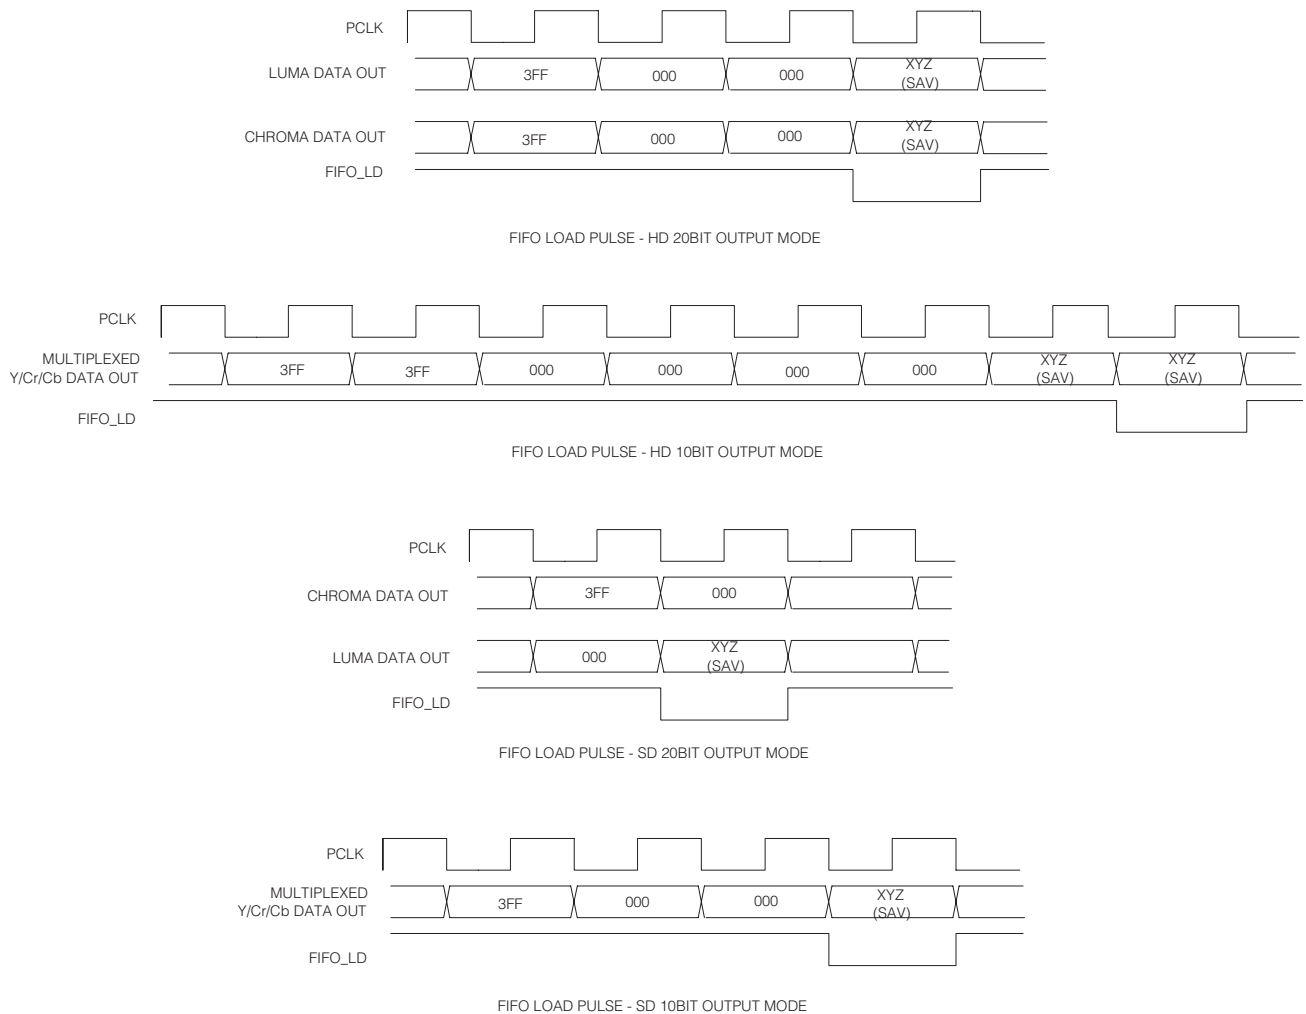 PCLK
LUMA DATA OUT
3FF
000
000
XYZ
(SAV)
CHROMA DATA OUT
3FF
000
000
XYZ
(SAV)
FIFO_LD
FIFO LOAD PULSE - HD 20BIT OUTPUT MODE
PCLK
MULTIPLEXED
Y/Cr/Cb DATA OUT
3FF
3FF
000
000
000
000
XYZ
(SAV)
XYZ
(SAV)
FIFO_LD
FIFO LOAD PULSE - HD 10BIT OUTPUT MODE
PCLK
CHROMA DATA OUT
3FF
000
LUMA DATA OUT
000
XYZ
(SAV)
FIFO_LD
FIFO LOAD PULSE - SD 20BIT OUTPUT MODE
PCLK
MULTIPLEXED
Y/Cr/Cb DATA OUT
3FF
000
000
XYZ
(SAV)
FIFO_LD
FIFO LOAD PULSE - SD 10BIT OUTPUT MODE